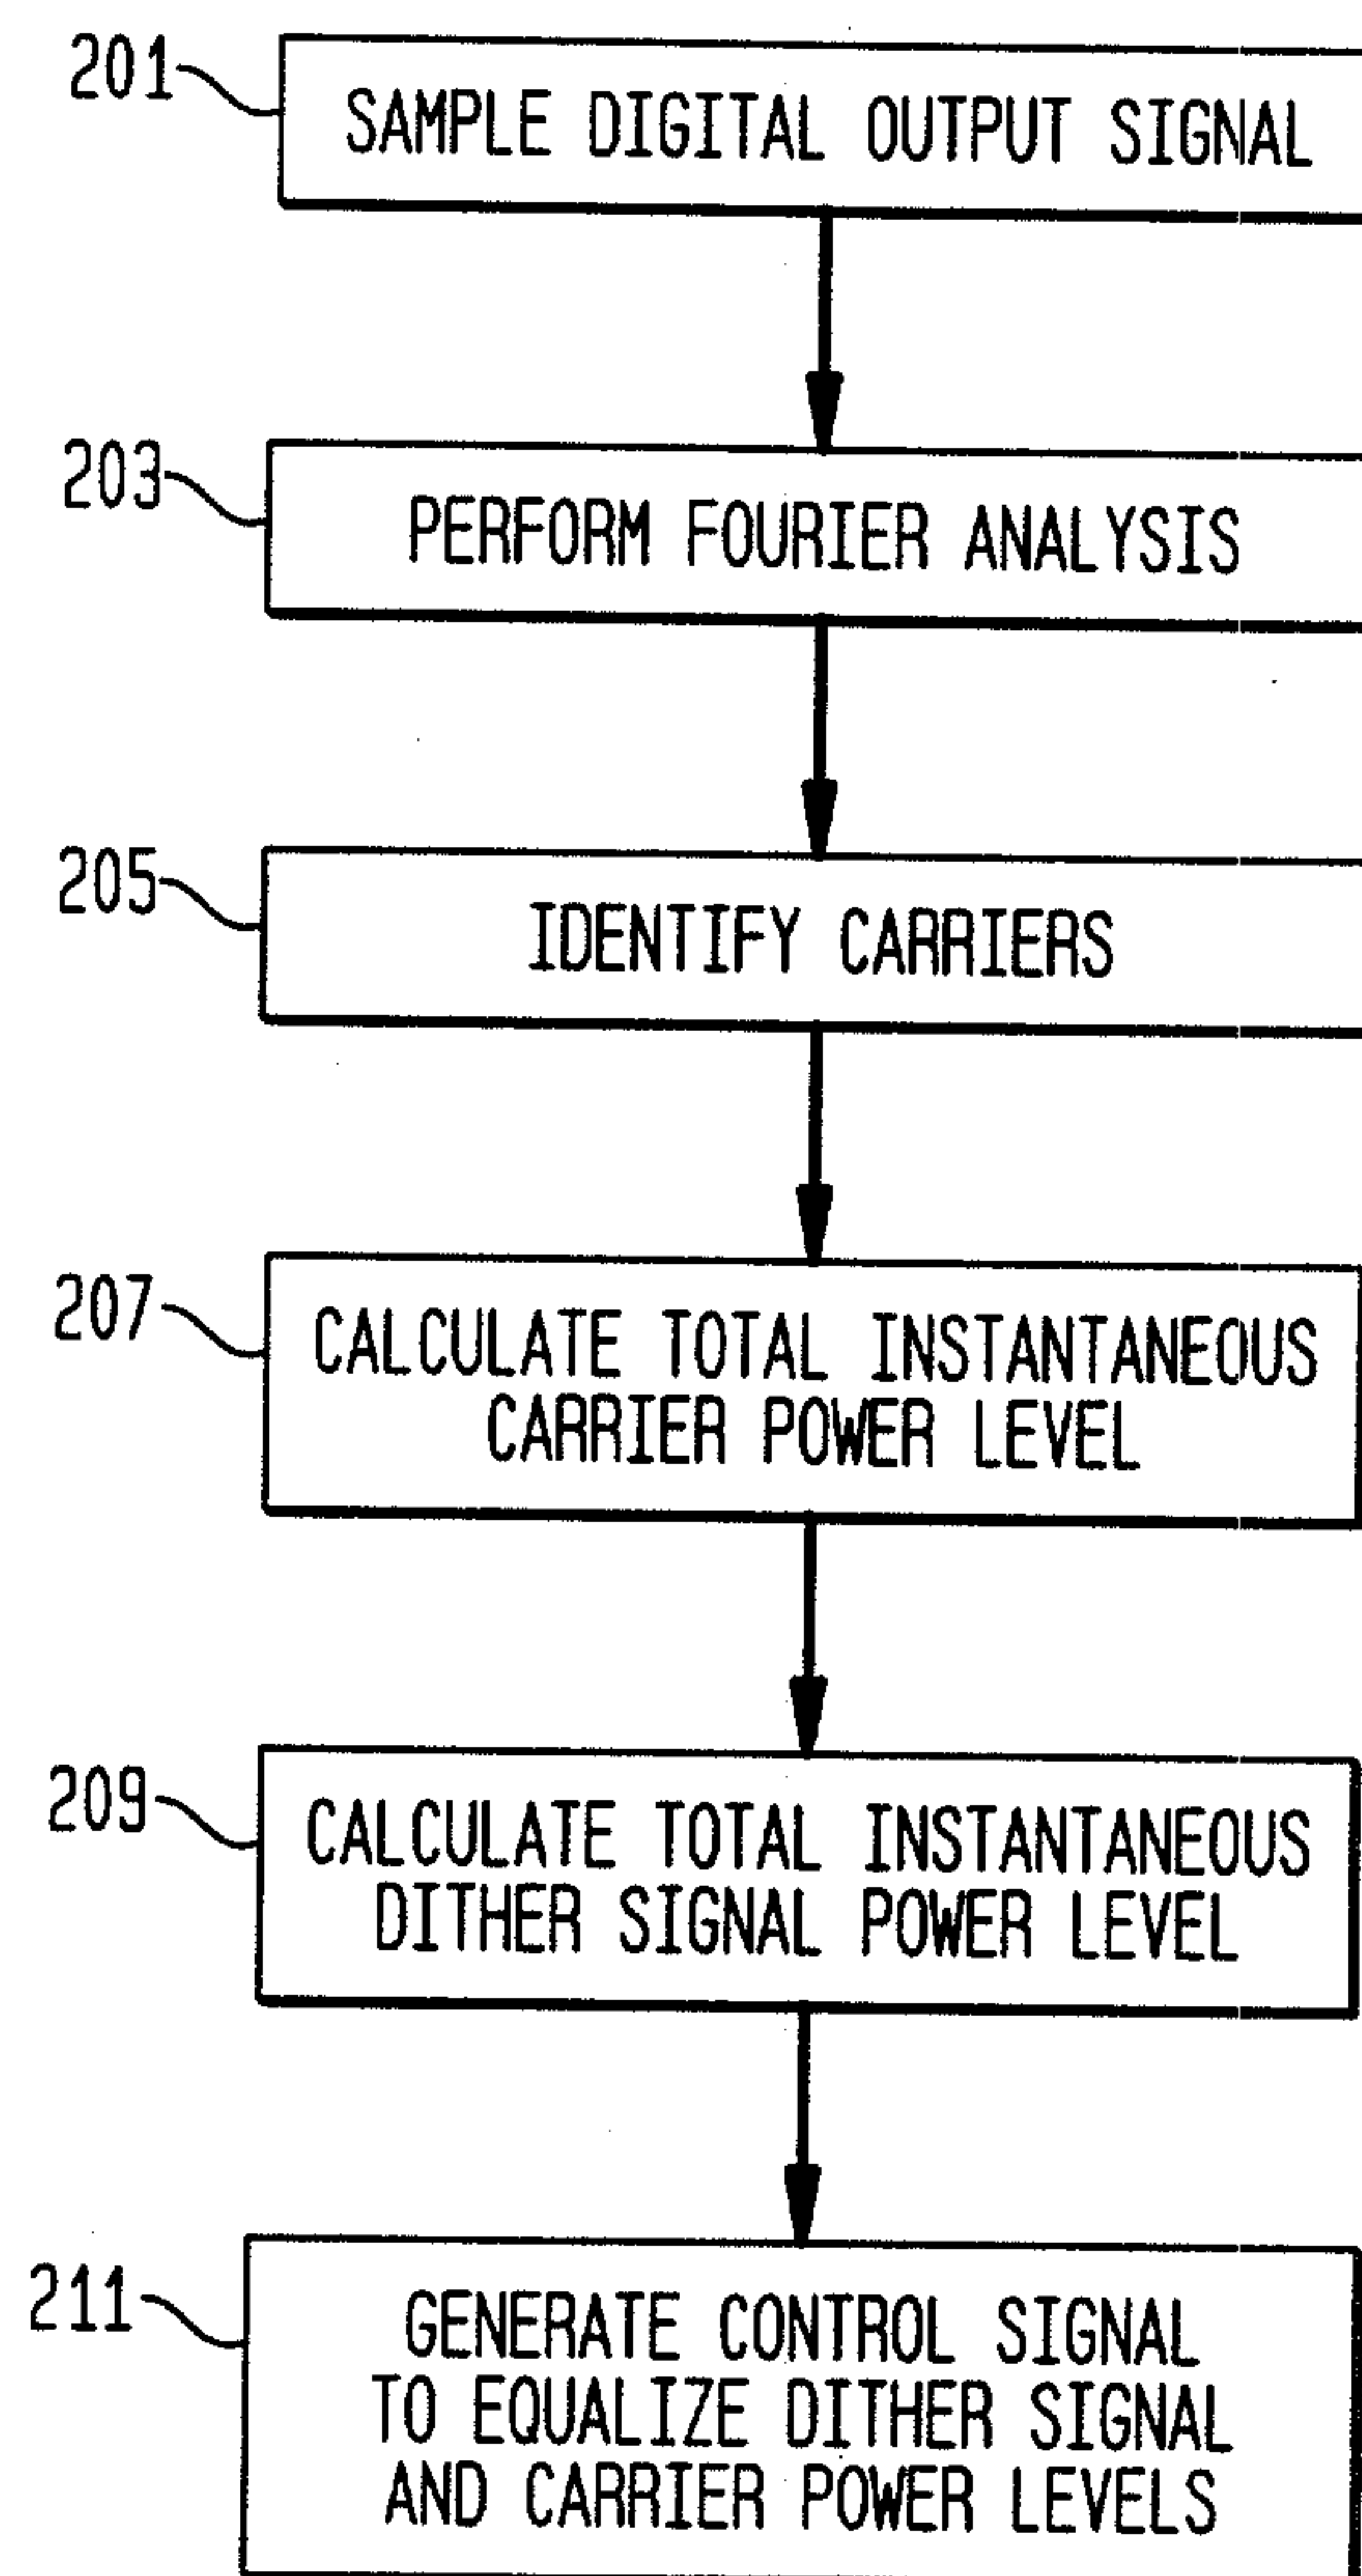 201
SAMPLE DIGITAL OUTPUT SIGNAL
203
PERFORM FOURIER ANALYSIS
205
IDENTIFY CARRIERS
207
CALCULATE TOTAL INSTANTANEOUS
CARRIER POWER LEVEL
209
CALCULATE TOTAL INSTANTANEOUS
DITHER SIGNAL POWER LEVEL
211
GENERATE CONTROL SIGNAL
TO EQUALIZE DITHER SIGNAL
AND CARRIER POWER LEVELS